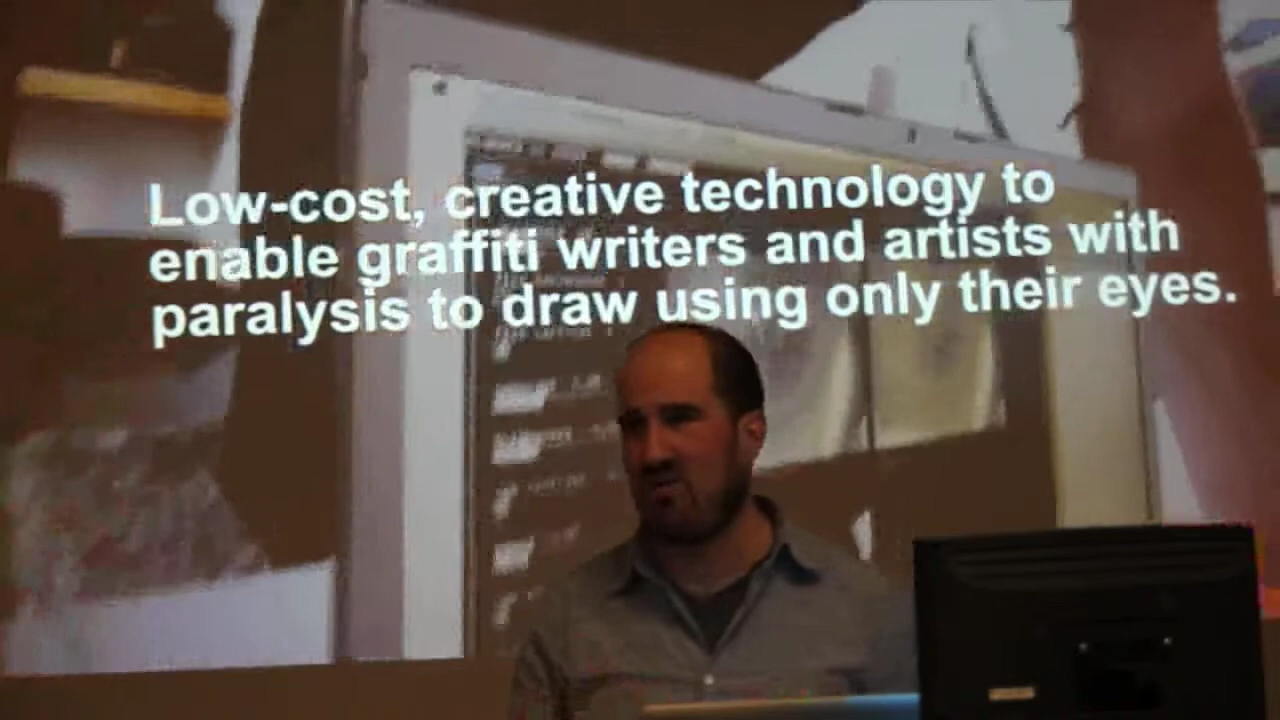 Low-cost, creative technology to
enable graffiti writers and artists with
paralysis to draw using only their eyes.